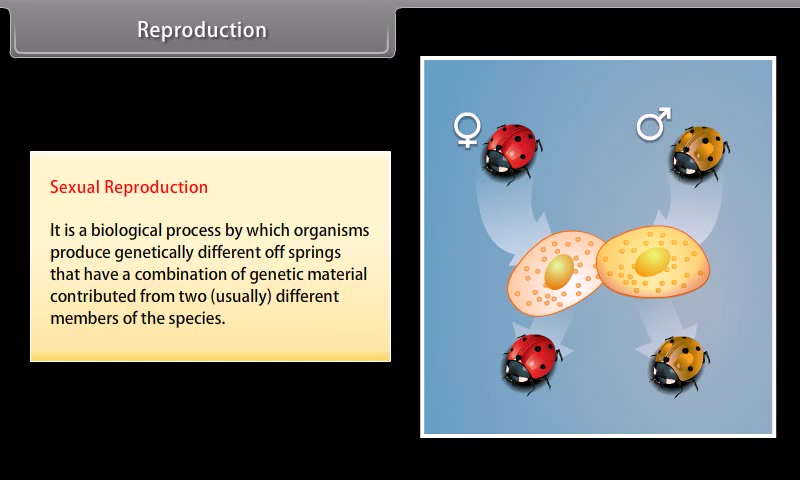 Reproduction
Sexual Reproduction
It is a biological process by which organisms
produce genetically different off springs
that have a combination of genetic material
contributed from two (usually) different
members of the species.
♀
♂